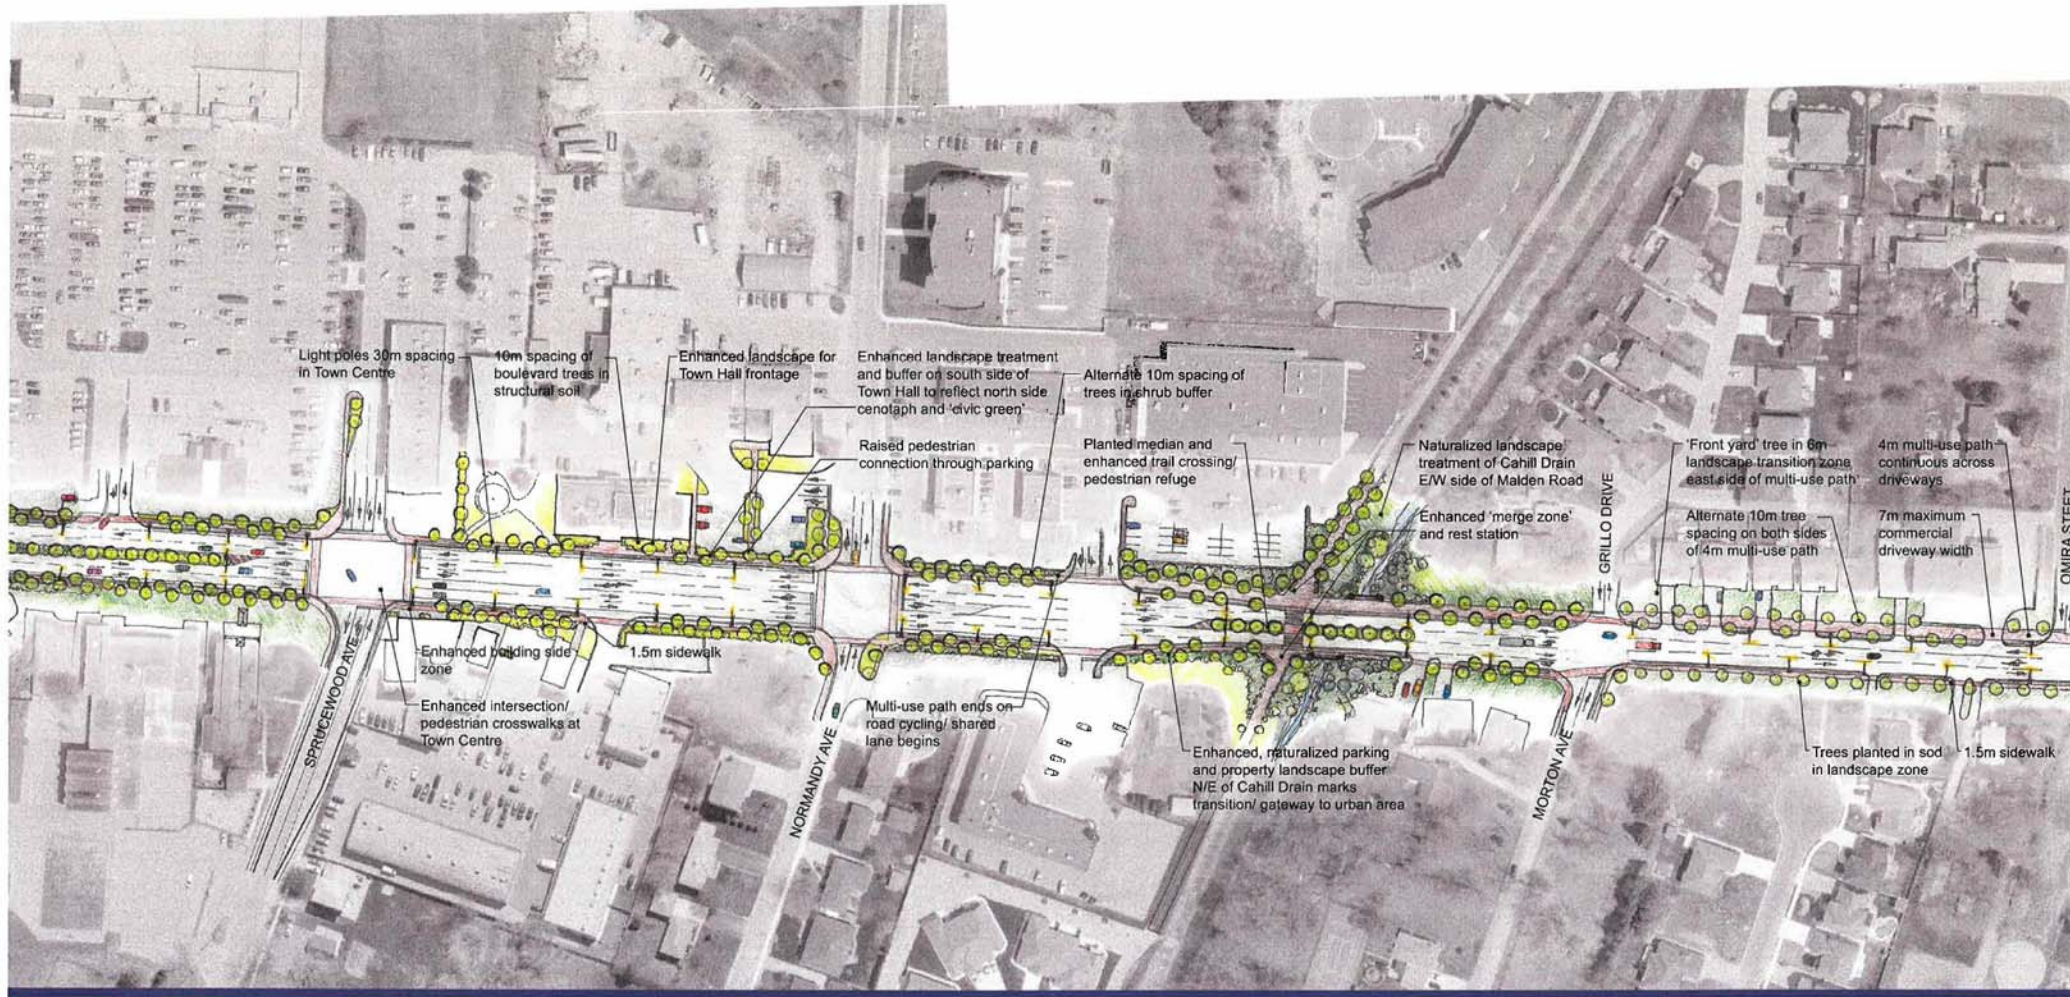 Light poles 30m spacing
in Town Centre
10m spacing of
boulevard trees in
structural soil
Enhanced landscape for
Town Hall frontage
Enhanced landscape treatment
and buffer on south side of
Town Hall to reflect north side
cenotaph and 'civic green'
Raised pedestrian
connection through parking
Alternate 10m spacing of
trees in shrub buffer
Planted median and
enhanced trail crossing/
pedestrian refuge
Naturalized landscape
treatment of Cahill Drain
E/W side of Malden Road
Enhanced 'merge zone'
and rest station
GRILLO DRIVE
'Front yard' tree in 6m
landscape transition zone
east side of multi-use path
Alternate 10m tree
spacing on both sides
of 4m multi-use path
4m multi-use path
continuous across
driveways
7m maximum
commercial
driveway width
OMIRA STEET
SPRUCEWOOD AVE
Enhanced building side
zone
Enhanced intersection/
pedestrian crosswalks at
Town Centre
1.5m sidewalk
NORMANDY AVE
Multi-use path ends on
road cycling/ shared
lane begins
Enhanced, naturalized parking
and property landscape buffer
N/E of Cahill Drain marks
transition/ gateway to urban area
MORTON AVE
Trees planted in sod
in landscape zone
1.5m sidewalk